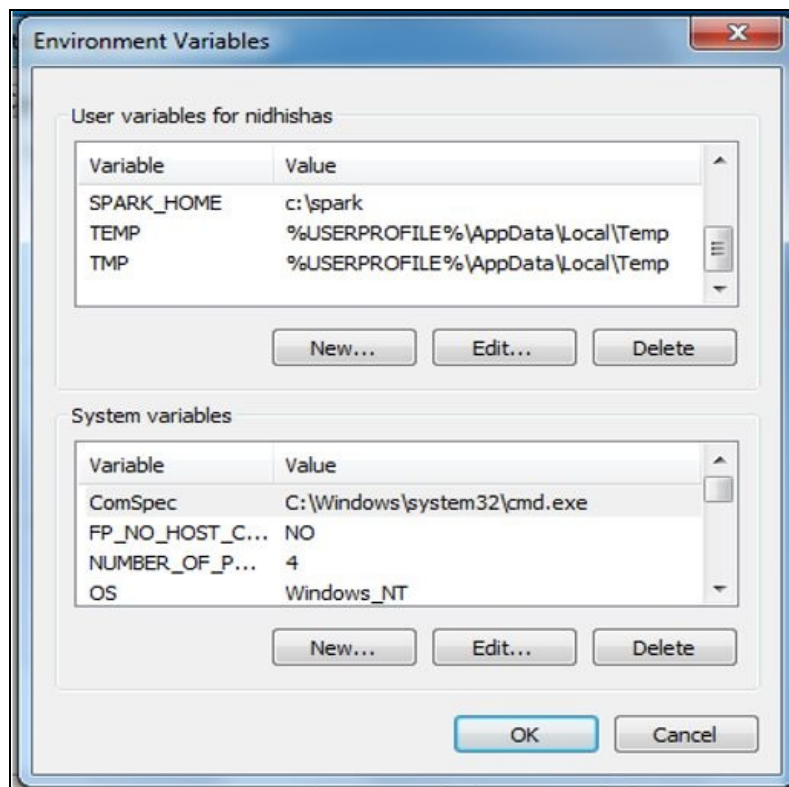 Environment Variables
User variables for nidhishas
Variable Value
SPARK_HOME c:\spark
TEMP %USERPROFILE%\AppData\Local\Temp
TMP %USERPROFILE%\AppData\Local\Temp
New... Edit... Delete
System variables
Variable Value
ComSpec C:\Windows\system32\cmd.exe
FP_NO_HOST_C... NO
NUMBER_OF_P... 4
OS Windows_NT
New... Edit... Delete
OK Cancel